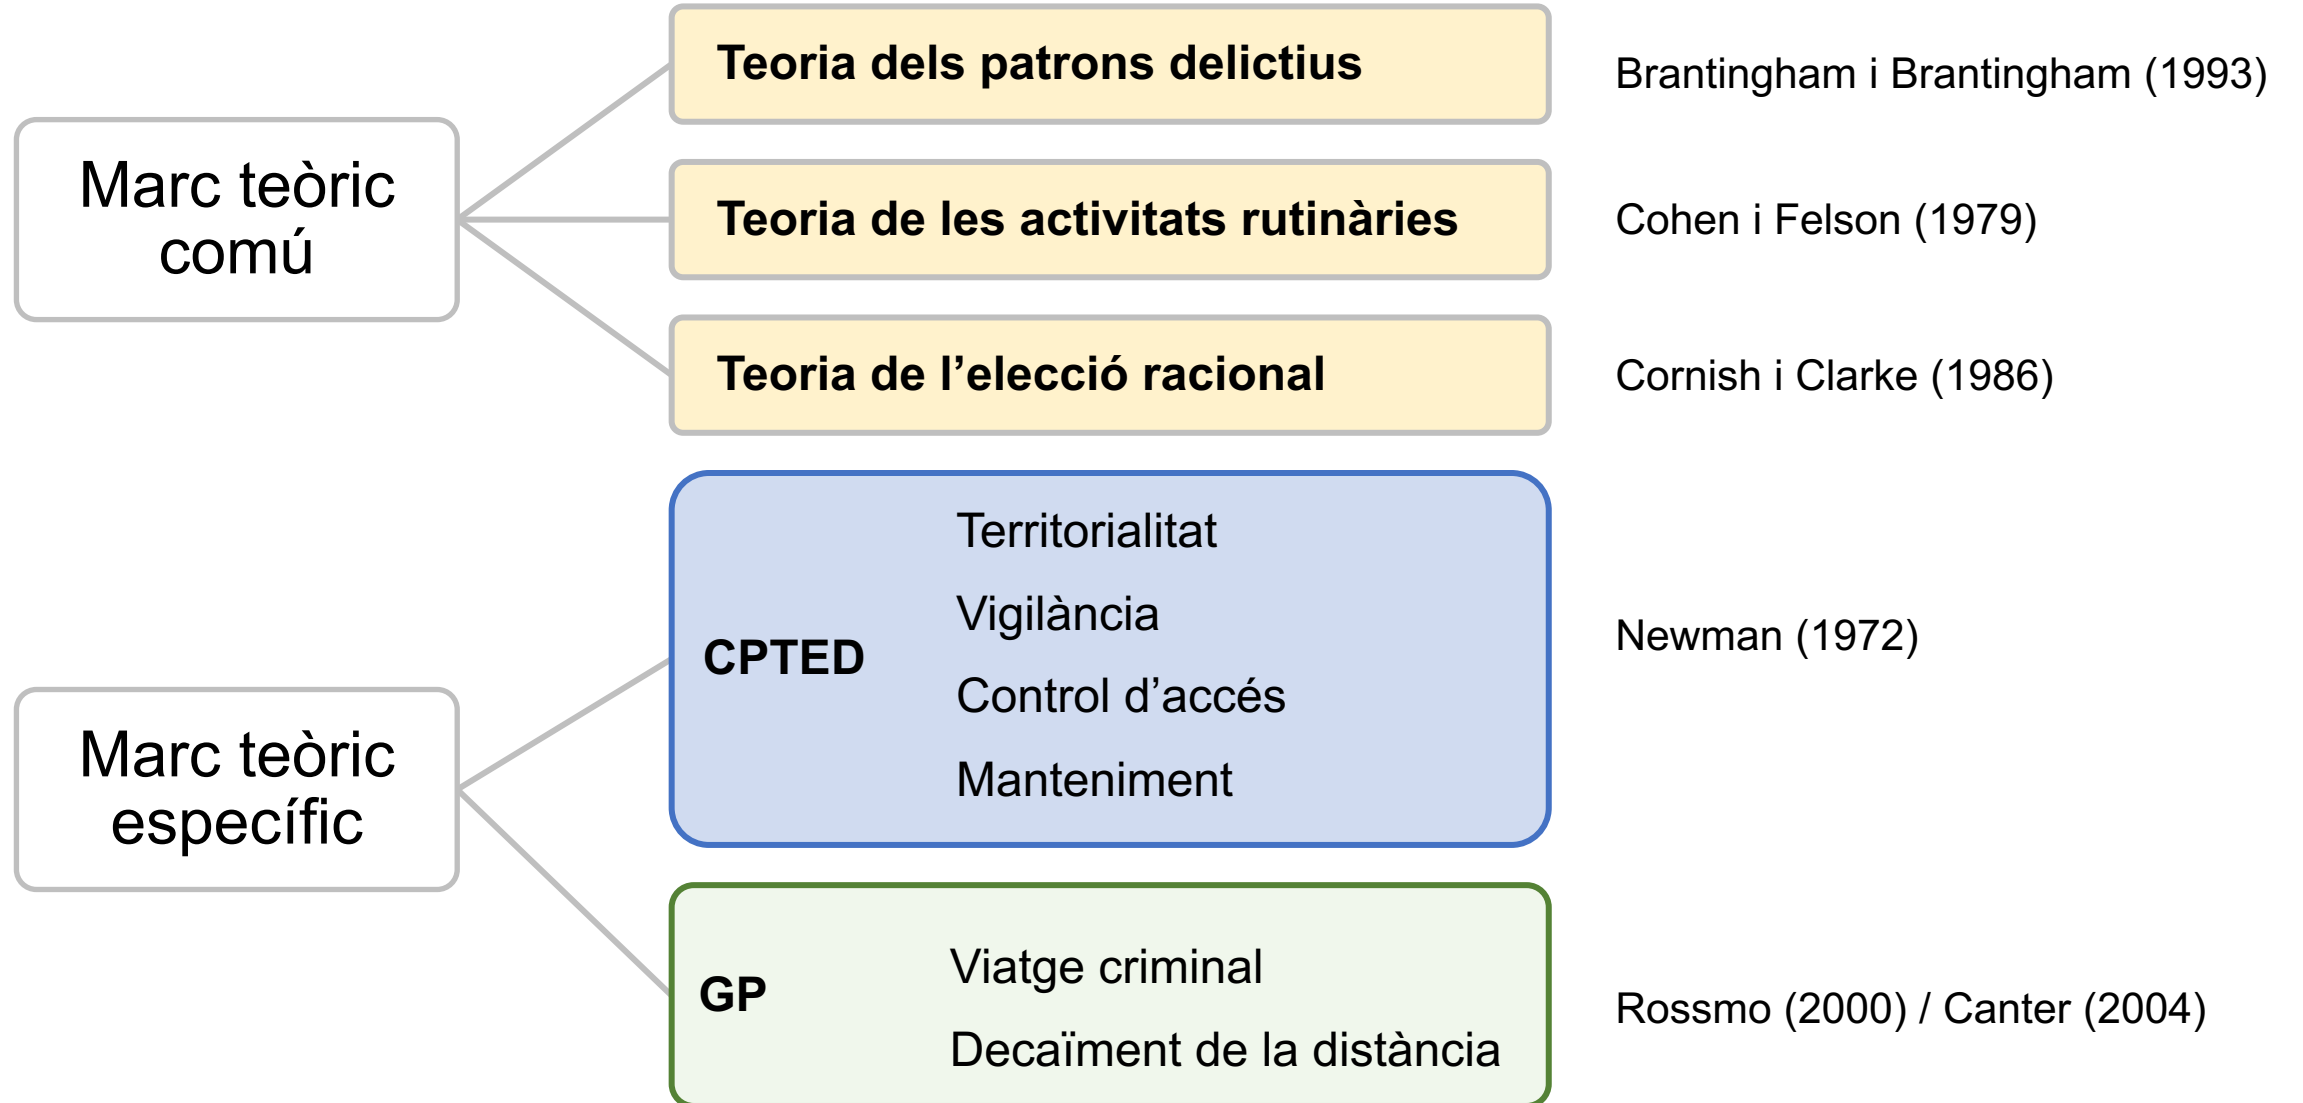 Marc teòric
comú
Teoria dels patrons delictius
Brantingham i Brantingham (1993)
Teoria de les activitats rutinàries
Cohen i Felson (1979)
Teoria de l’elecció racional
Cornish i Clarke (1986)
Marc teòric
específic
CPTED
Territorialitat
Vigilància
Control d’accés
Manteniment
Newman (1972)
GP
Viatge criminal
Decaïment de la distància
Rossmo (2000) / Canter (2004)